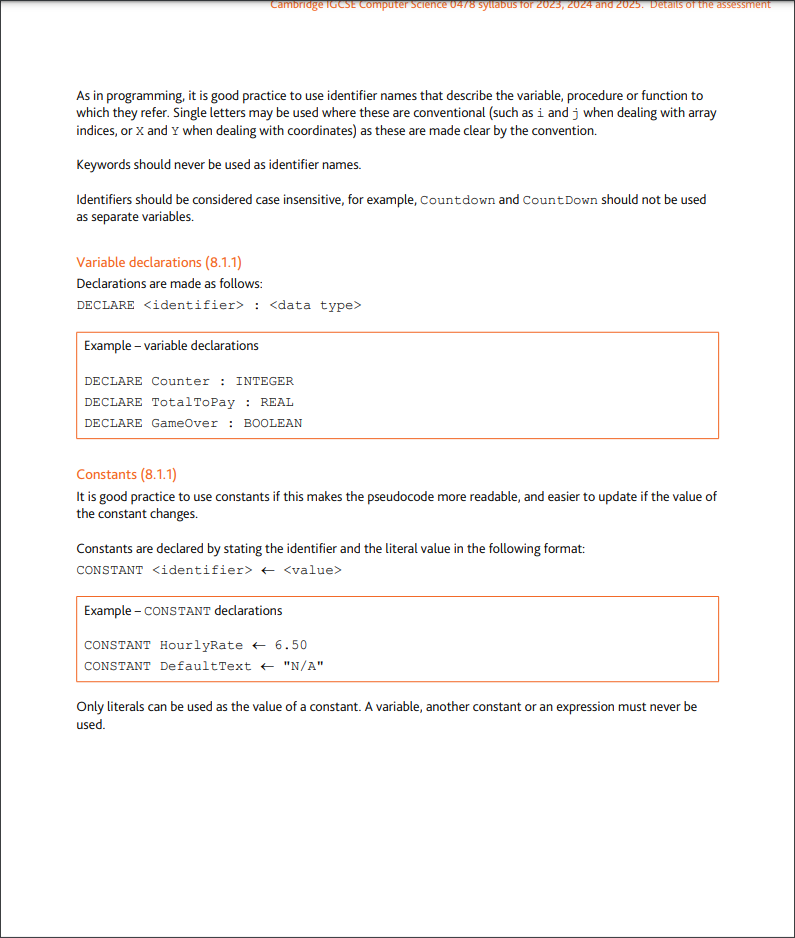 Cambridge IGCSE Computer Science 0478 syllabus for 2023, 2024 and 2025. Details of the assessment
As in programming, it is good practice to use identifier names that describe the variable, procedure or function to
which they refer. Single letters may be used where these are conventional (such as i and j when dealing with array
indices, or X and Y when dealing with coordinates) as these are made clear by the convention.
Keywords should never be used as identifier names.
Identifiers should be considered case insensitive, for example, Countdown and CountDown should not be used
as separate variables.
Variable declarations (8.1.1)
Declarations are made as follows:
DECLARE <identifier> : <data type>
Example – variable declarations
DECLARE Counter : INTEGER
DECLARE TotalToPay : REAL
DECLARE GameOver : BOOLEAN
Constants (8.1.1)
It is good practice to use constants if this makes the pseudocode more readable, and easier to update if the value of
the constant changes.
Constants are declared by stating the identifier and the literal value in the following format:
CONSTANT <identifier> ← <value>
Example – CONSTANT declarations
CONSTANT HourlyRate ← 6.50
CONSTANT DefaultText ← "N/A"
Only literals can be used as the value of a constant. A variable, another constant or an expression must never be
used.